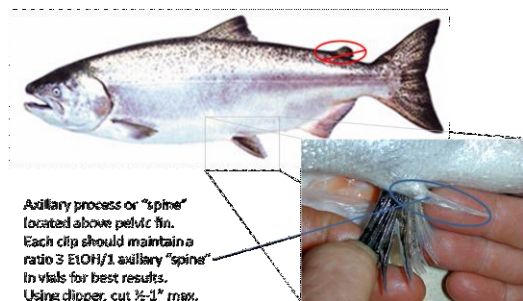 Axillary process or "spine"
located above pelvic fin.
Each clip should maintain a
ratio 3 EtOH/1 axillary "spine"
in vials for best results.
Using clipper, cut ½-1" max.